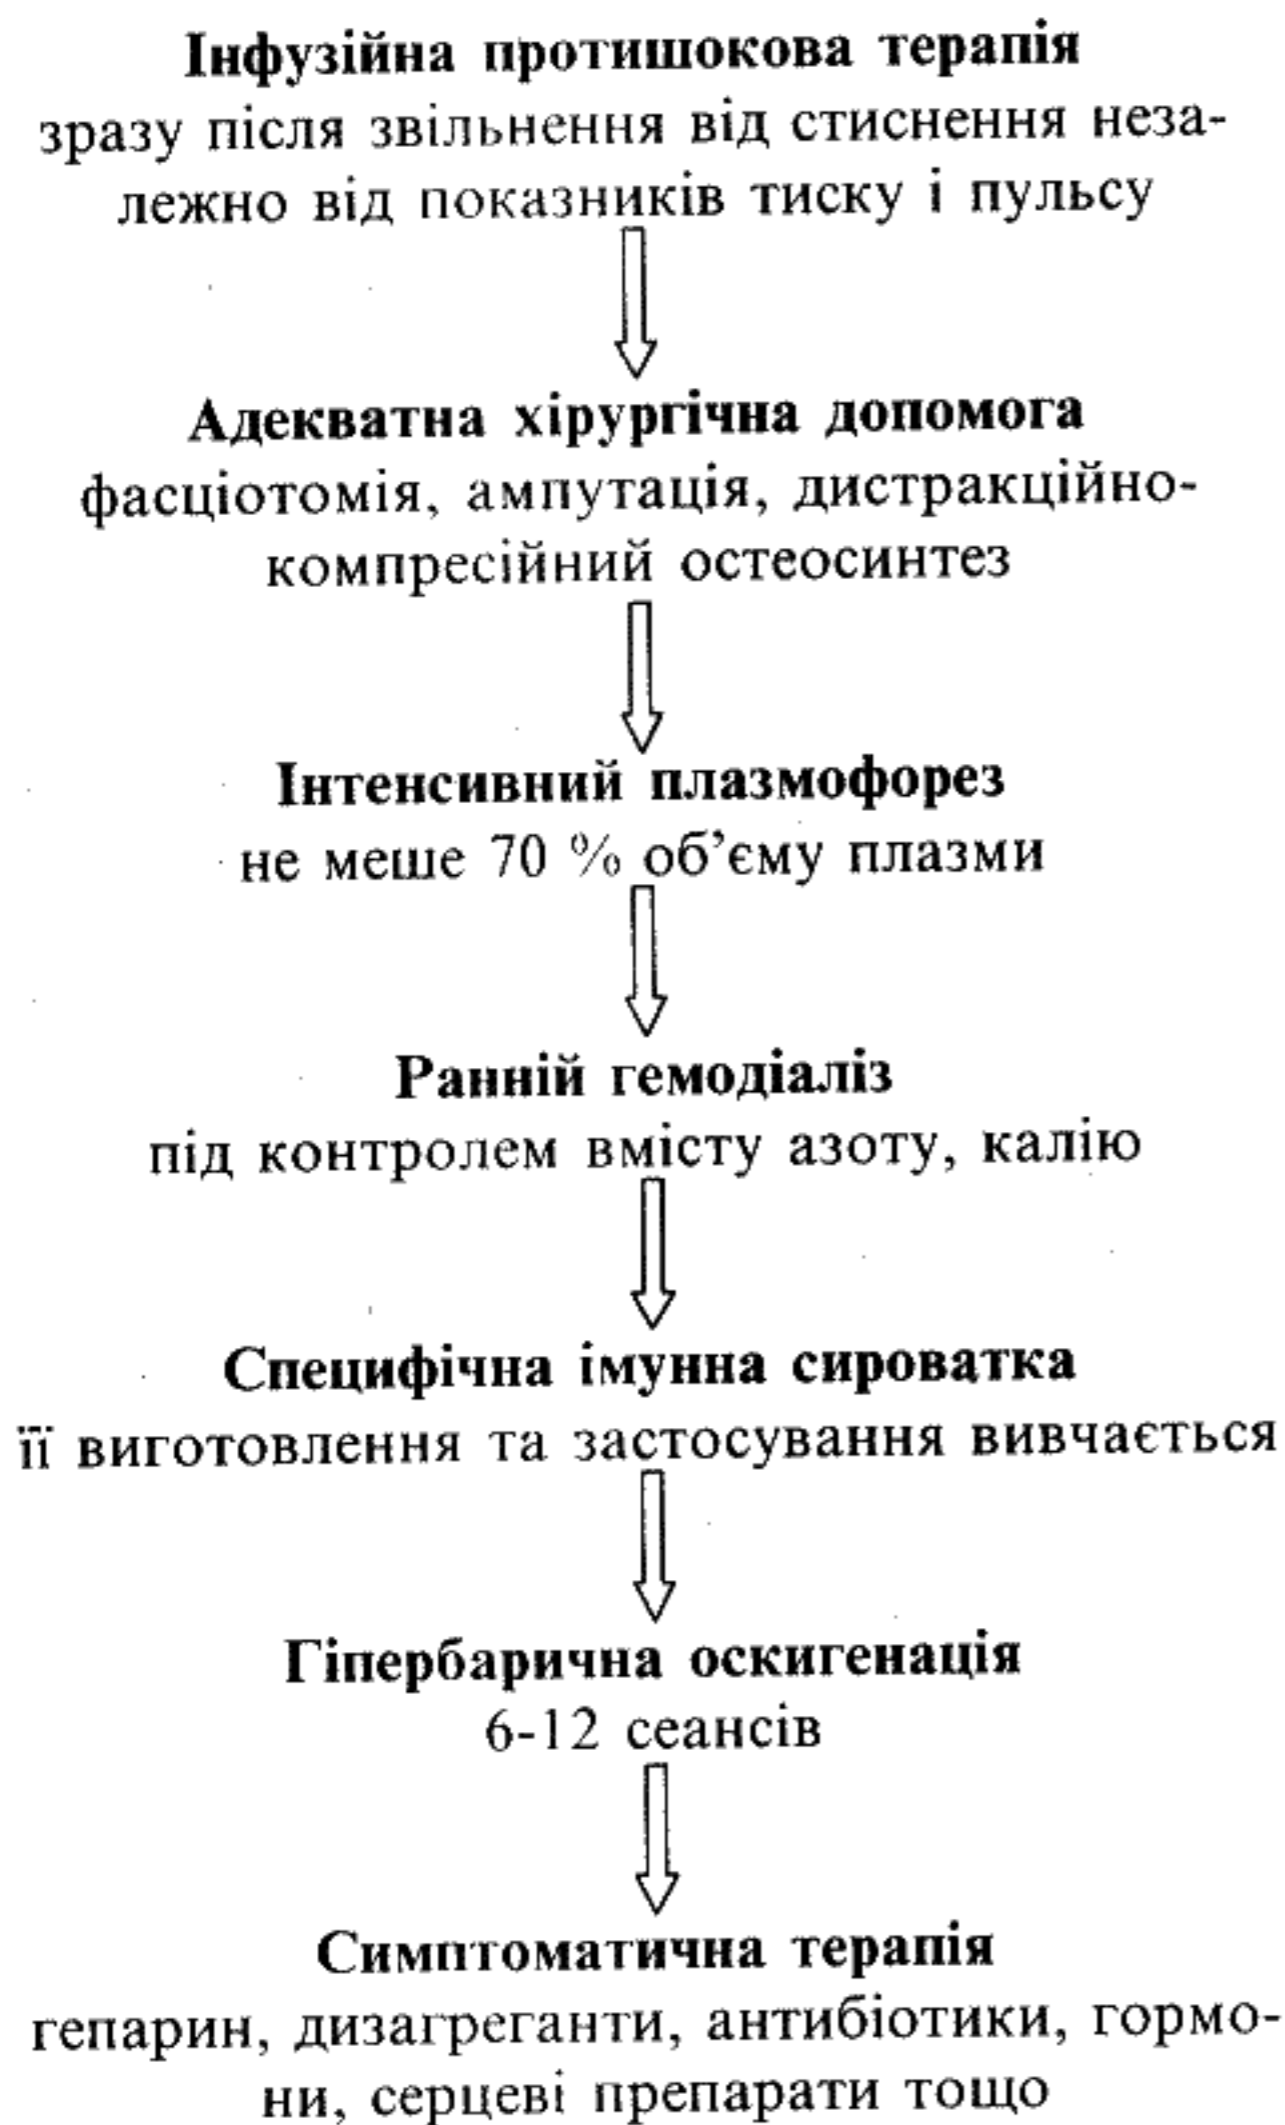 Інфузійна протишокова терапія
зразу після звільнення від стиснення неза-
лежно від показників тиску і пульсу
Адекватна хірургічна допомога
фасціотомія, ампутація, дистракційно-
компресійний остеосинтез
Інтенсивний плазмофорез
не меше 70 % об’єму плазми
Ранній гемодіаліз
під контролем вмісту азоту, калію
Специфічна імунна сироватка
її виготовлення та застосування вивчається
Гіпербарична оскигенація
6-12 сеансів
Симптоматична терапія
гепарин, дизагреганти, антибіотики, гормо-
ни, серцеві препарати тощо